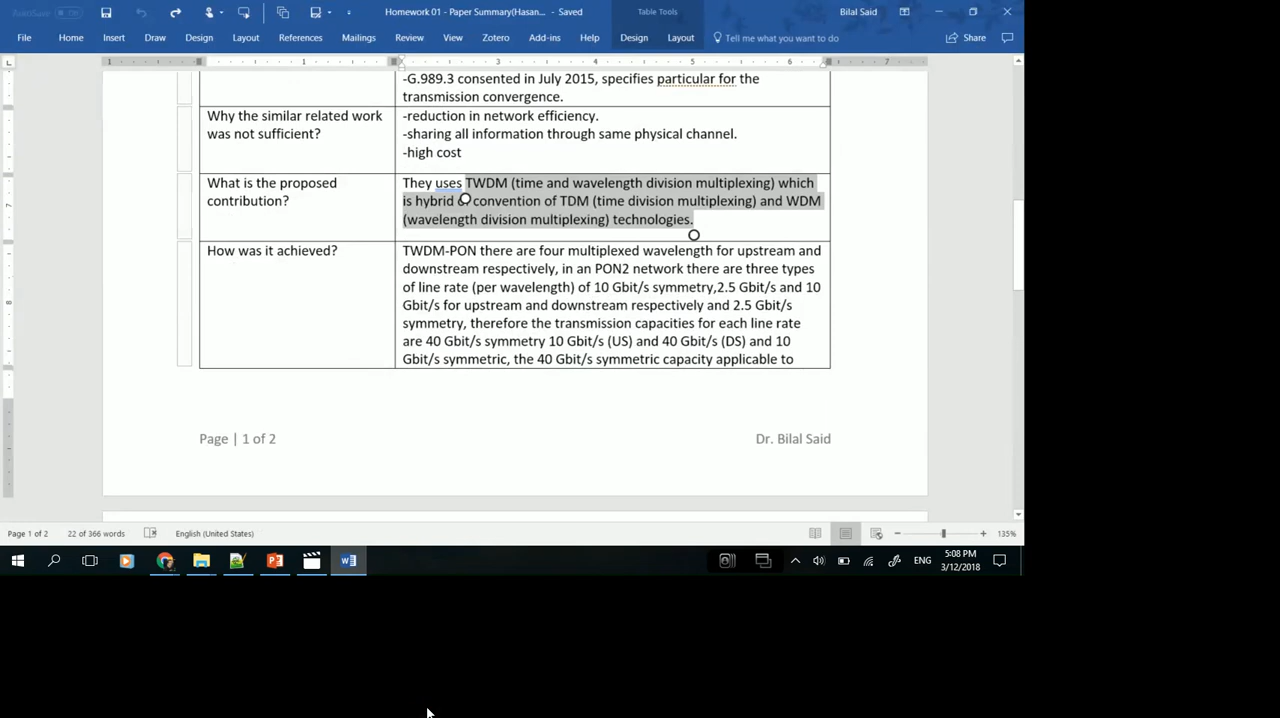 AutoSave Off
Homework 01 - Paper Summary(Hasan... - Saved
Table Tools
Bilal Said
File Home Insert Draw Design Layout References Mailings Review View Zotero Add-ins Help Design Layout Tell me what you want to do Share
1 1 3 4 5 6 7
-G.989.3 consented in July 2015, specifies particular for the
transmission convergence.
Why the similar related work
was not sufficient?
-reduction in network efficiency.
-sharing all information through same physical channel.
-high cost
What is the proposed
contribution?
They uses TWDM (time and wavelength division multiplexing) which
is hybrid of convention of TDM (time division multiplexing) and WDM
(wavelength division multiplexing) technologies.
How was it achieved?
TWDM-PON there are four multiplexed wavelength for upstream and
downstream respectively, in an PON2 network there are three types
of line rate (per wavelength) of 10 Gbit/s symmetry,2.5 Gbit/s and 10
Gbit/s for upstream and downstream respectively and 2.5 Gbit/s
symmetry, therefore the transmission capacities for each line rate
are 40 Gbit/s symmetry 10 Gbit/s (US) and 40 Gbit/s (DS) and 10
Gbit/s symmetric, the 40 Gbit/s symmetric capacity applicable to
Page | 1 of 2
Dr. Bilal Said
Page 1 of 2 22 of 366 words English (United States) 135%
ENG
5:08 PM
3/12/2018